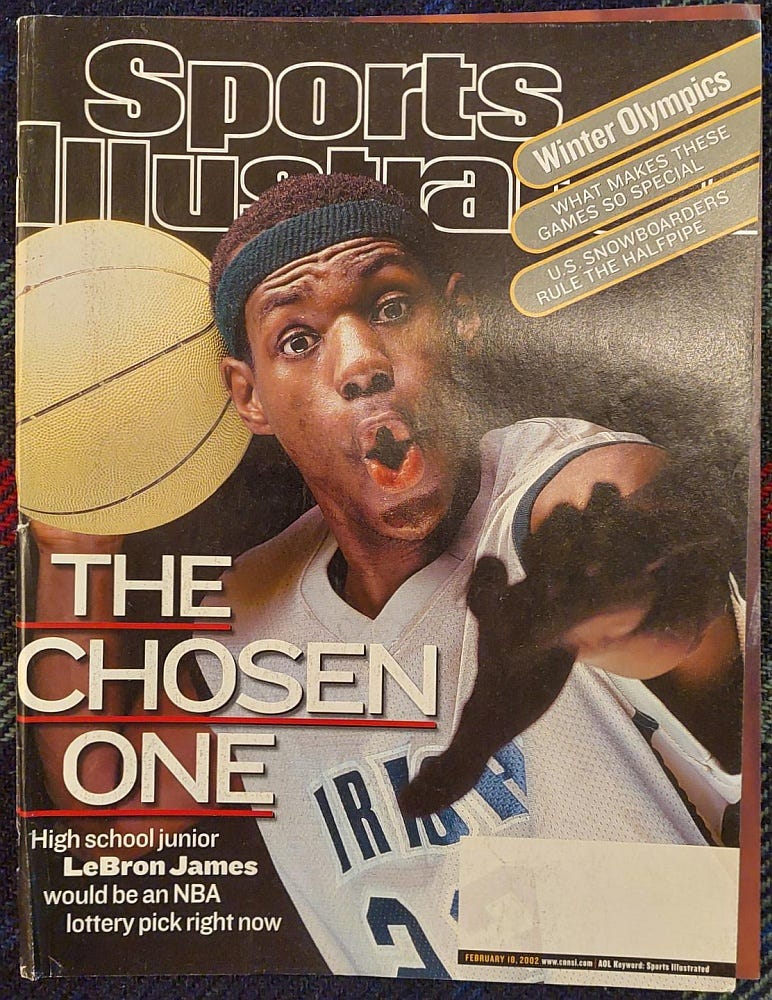 Sports
Illustra
Winter Olympics
WHAT MAKES THESE
GAMES SO SPECIAL
U.S. SNOWBOARDERS
RULE THE HALFPIPE
THE
CHOSEN
ONE
High school junior
LeBron James
would be an NBA
lottery pick right now
IRISH
23
FEBRUARY 18, 2002 www.cnnsi.com | AOL Keyword: Sports Illustrated